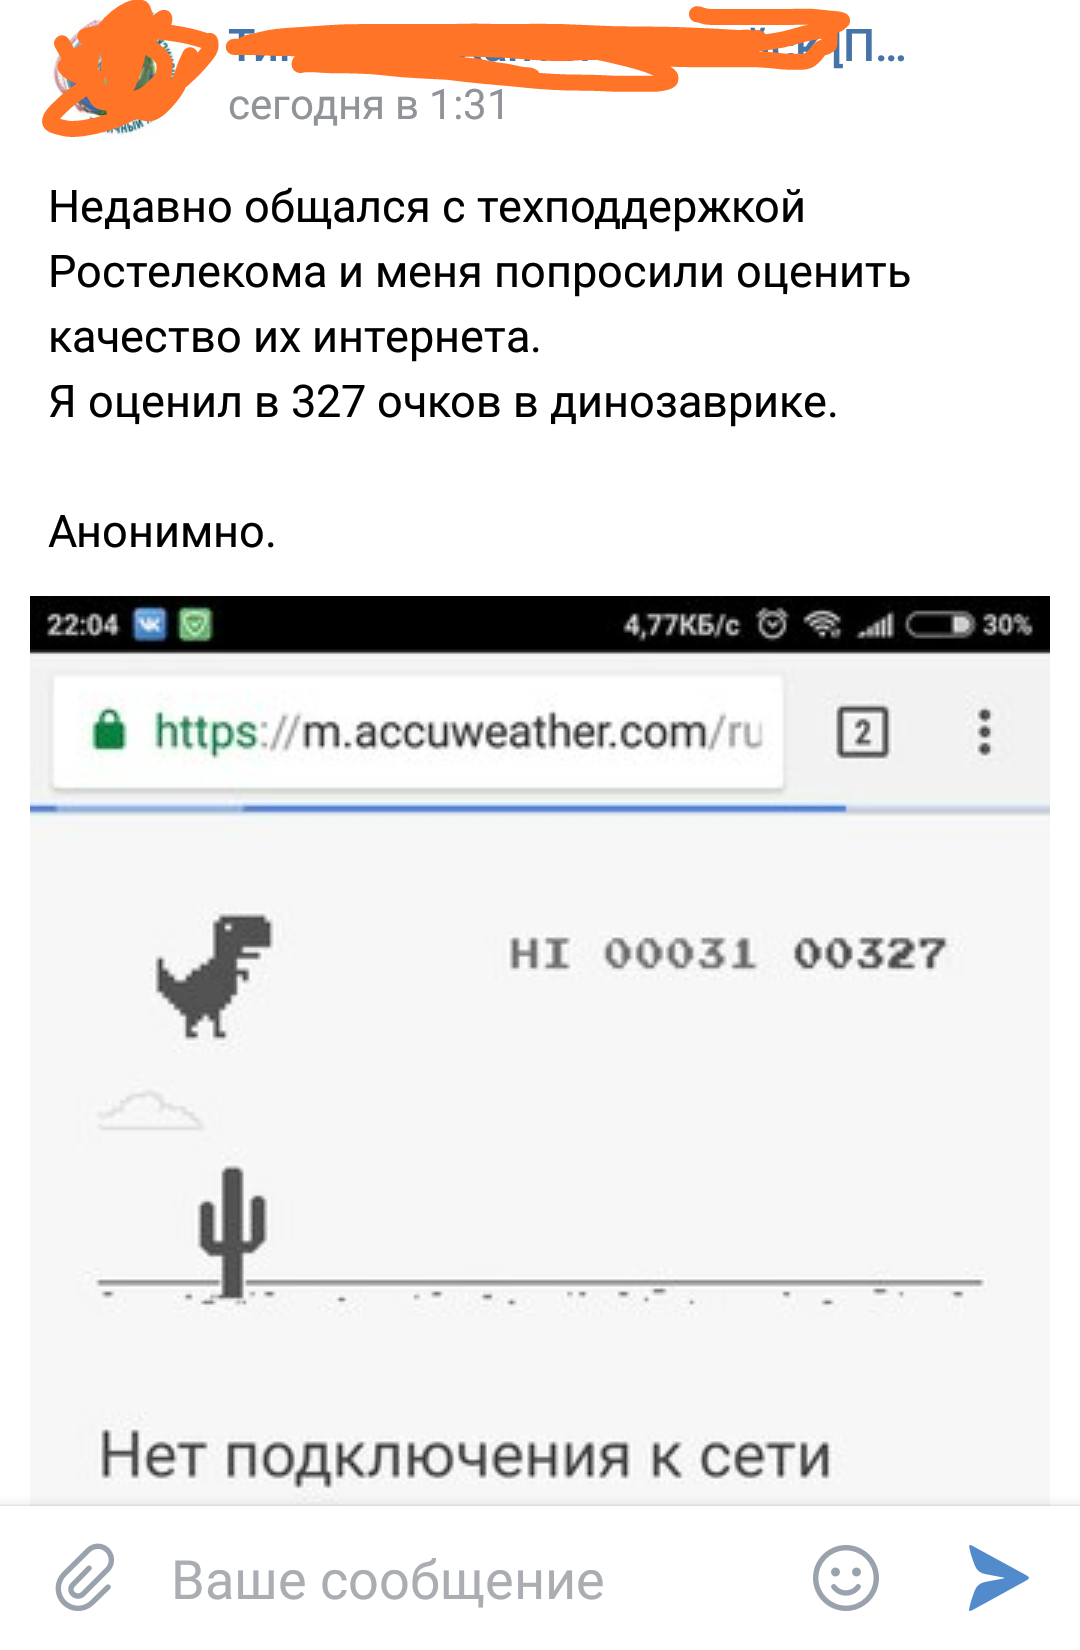 [П...
сегодня в 1:31
Недавно общался с техподдержкой
Ростелекома и меня попросили оценить
качество их интернета.
Я оценил в 327 очков в динозаврике.
Анонимно.
22:04 4,77КБ/с 30%
https://m.accuweather.com/ru 2
HI 00031 00327
Нет подключения к сети
Ваше сообщение